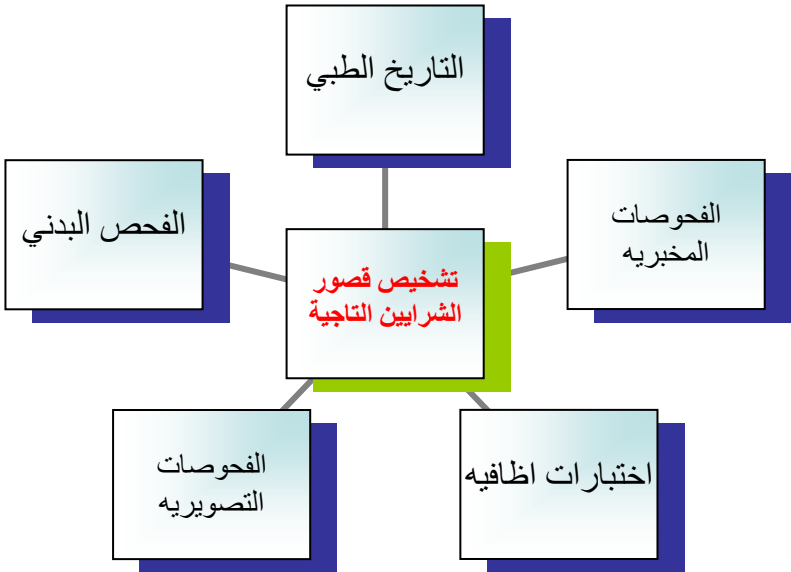 التاريخ الطبي
الفحوصات
المخبريه
الفحص البدني
تشخيص قصور
الشرايين التاجية
الفحوصات
التصويريه
اختبارات اظافيه